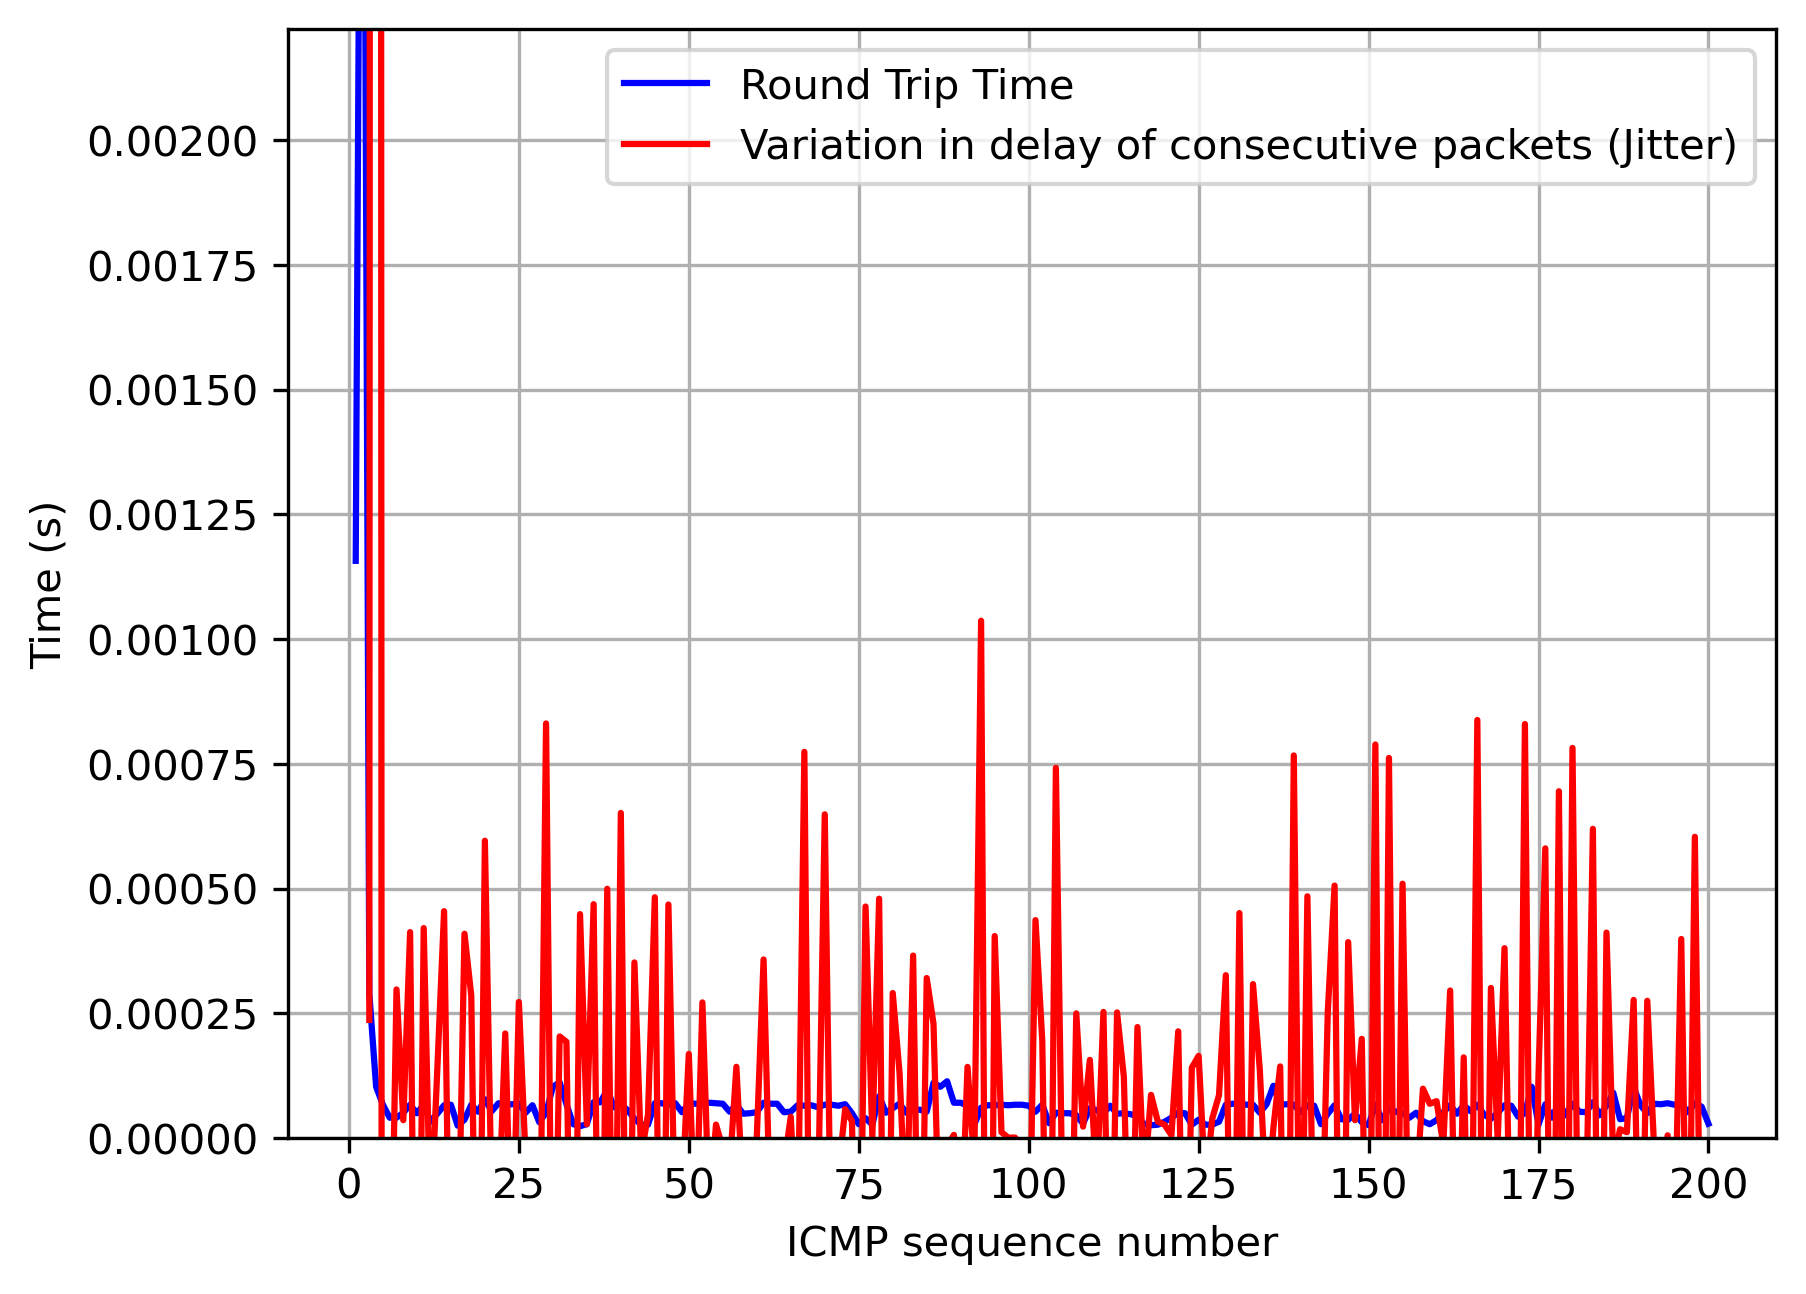 Round Trip Time
Variation in delay of consecutive packets (Jitter)
0.00200
0.00175
0.00150
0.00125
0.00100
0.00075
0.00050
0.00025
0.00000
Time (s)
0 25 50 75 100 125 150 175 200
ICMP sequence number